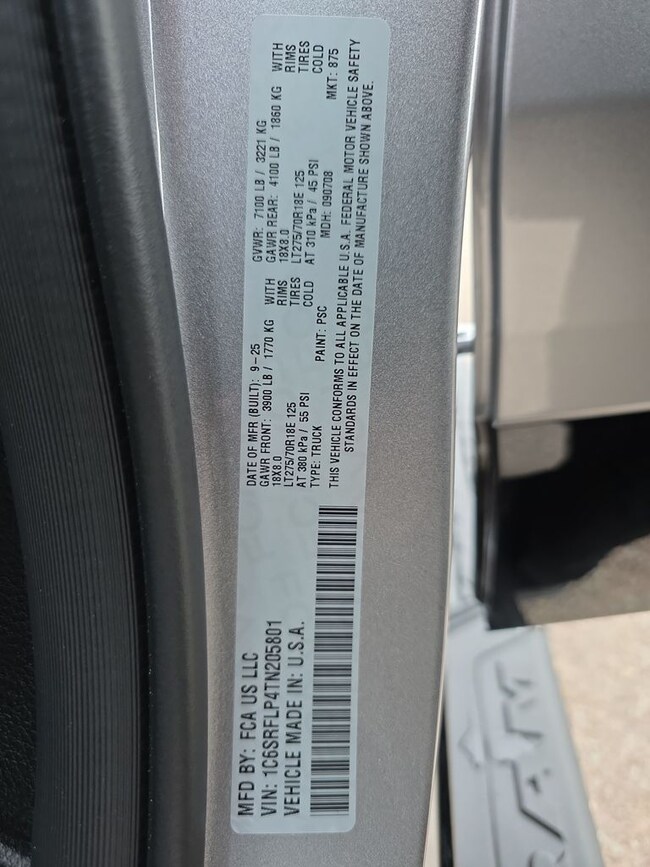 MFD BY: FCA US LLC
VIN: 1C6SRFLP4TN205801
VEHICLE MADE IN: U.S.A.
DATE OF MFR (BUILT): 9-25 GVWR: 7100 LB / 3221 KG
GAWR FRONT: 3900 LB / 1770 KG WITH GAWR REAR: 4100 LB / 1860 KG WITH
18X8.0 RIMS 18X8.0 RIMS
LT275/70R18E 125 TIRES LT275/70R18E 125 TIRES
AT 380 kPa / 55 PSI COLD AT 310 kPa / 45 PSI COLD
TYPE: TRUCK PAINT: PSC MDH: 090708 MKT: 875
THIS VEHICLE CONFORMS TO ALL APPLICABLE U.S.A. FEDERAL MOTOR VEHICLE SAFETY
STANDARDS IN EFFECT ON THE DATE OF MANUFACTURE SHOWN ABOVE.
RAM